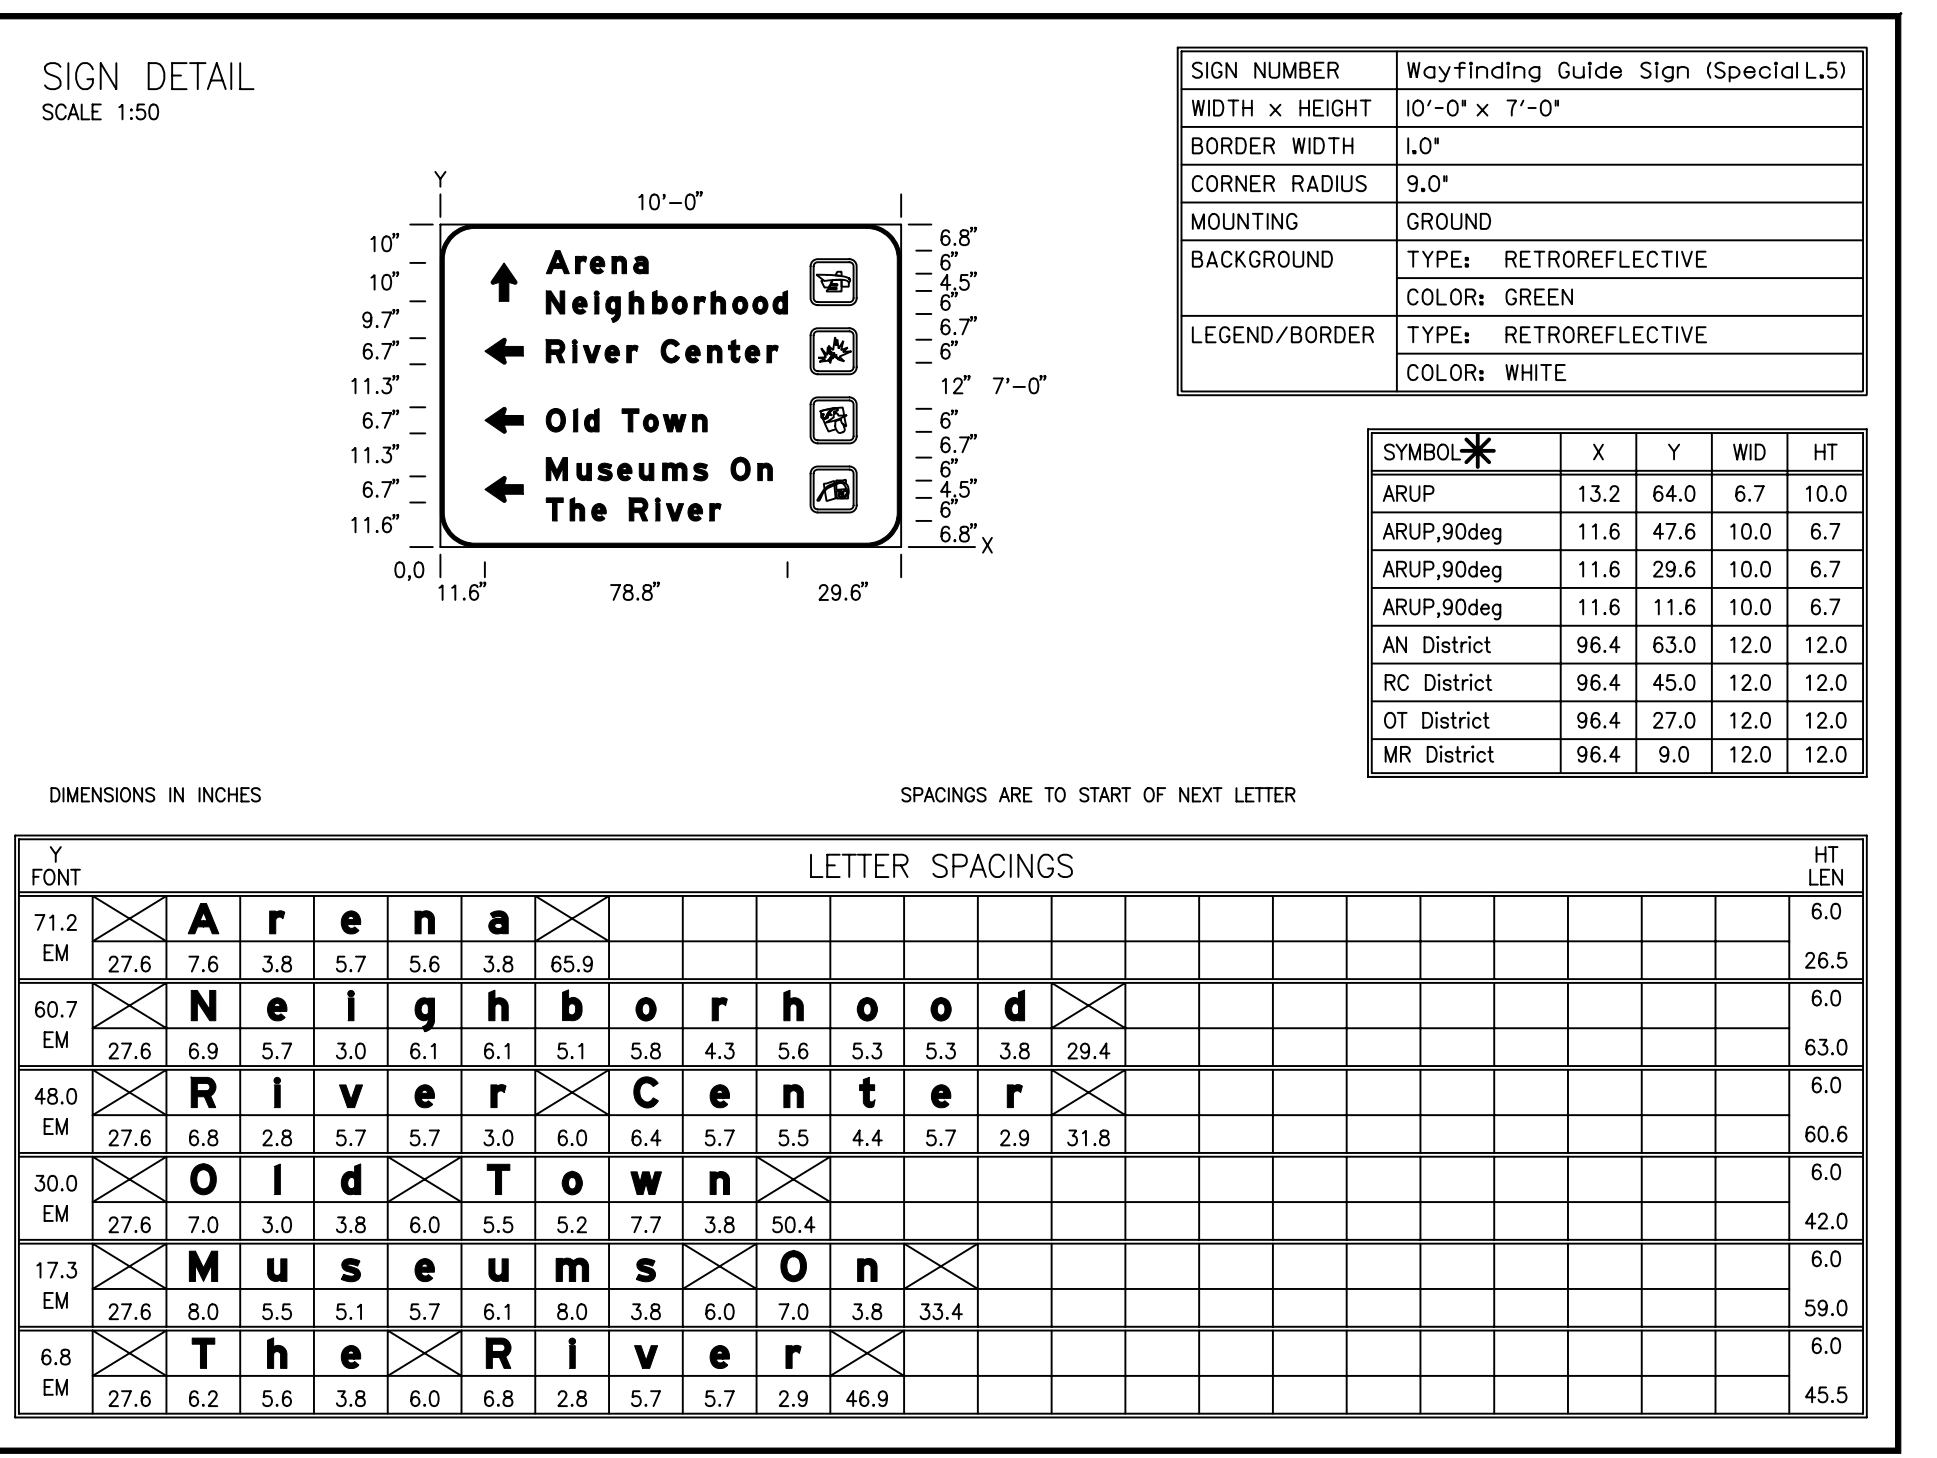 SIGN DETAIL
SCALE 1:50
SIGN NUMBER Wayfinding Guide Sign (Special L.5)
WIDTH x HEIGHT 10'-0" x 7'-0"
BORDER WIDTH 1.0"
CORNER RADIUS 9.0"
MOUNTING GROUND
BACKGROUND TYPE: RETROREFLECTIVE
COLOR: GREEN
LEGEND/BORDER TYPE: RETROREFLECTIVE
COLOR: WHITE
Y
10'-0"
10"
10"
9.7"
6.7"
11.3"
6.7"
11.3"
6.7"
11.6"
Arena
Neighborhood
River Center
Old Town
Museums On
The River
6.8"
6"
4.5"
6"
6.7"
6"
12" 7'-0"
6"
6.7"
6"
4.5"
6"
6.8"
X
0,0
11.6" 78.8" 29.6"
SYMBOL X Y WID HT
ARUP 13.2 64.0 6.7 10.0
ARUP,90deg 11.6 47.6 10.0 6.7
ARUP,90deg 11.6 29.6 10.0 6.7
ARUP,90deg 11.6 11.6 10.0 6.7
AN District 96.4 63.0 12.0 12.0
RC District 96.4 45.0 12.0 12.0
OT District 96.4 27.0 12.0 12.0
MR District 96.4 9.0 12.0 12.0
DIMENSIONS IN INCHES SPACINGS ARE TO START OF NEXT LETTER
Y FONT LETTER SPACINGS HT LEN
71.2 EM A r e n a 6.0
27.6 7.6 3.8 5.7 5.6 3.8 65.9 26.5
60.7 EM N e i g h b o r h o o d 6.0
27.6 6.9 5.7 3.0 6.1 6.1 5.1 5.8 4.3 5.6 5.3 5.3 3.8 29.4 63.0
48.0 EM R i v e r C e n t e r 6.0
27.6 6.8 2.8 5.7 5.7 3.0 6.0 6.4 5.7 5.5 4.4 5.7 2.9 31.8 60.6
30.0 EM O l d T o w n 6.0
27.6 7.0 3.0 3.8 6.0 5.5 5.2 7.7 3.8 50.4 42.0
17.3 EM M u s e u m s O n 6.0
27.6 8.0 5.5 5.1 5.7 6.1 8.0 3.8 6.0 7.0 3.8 33.4 59.0
6.8 EM T h e R i v e r 6.0
27.6 6.2 5.6 3.8 6.0 6.8 2.8 5.7 5.7 2.9 46.9 45.5